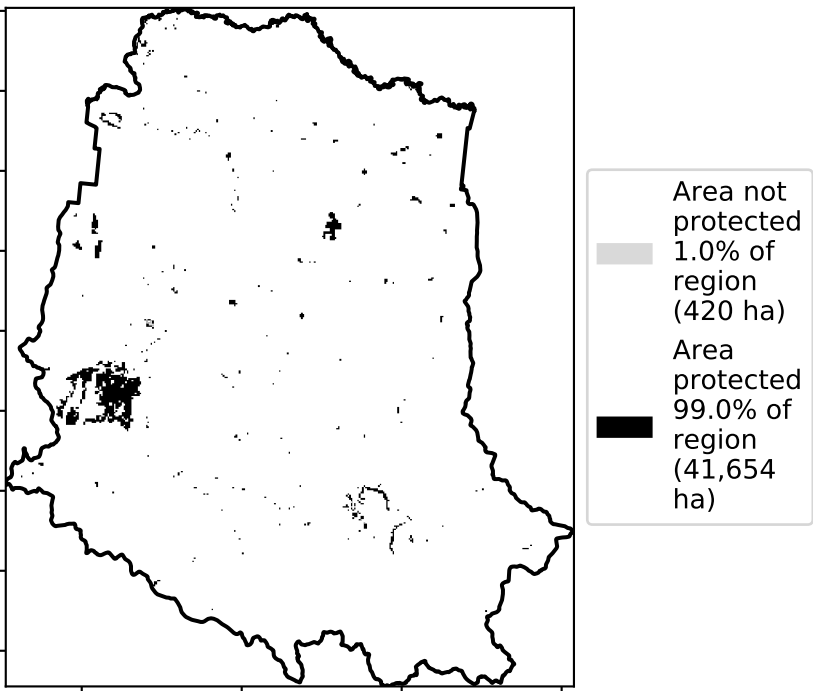 Area not
protected
1.0% of
region
(420 ha)
Area
protected
99.0% of
region
(41,654
ha)